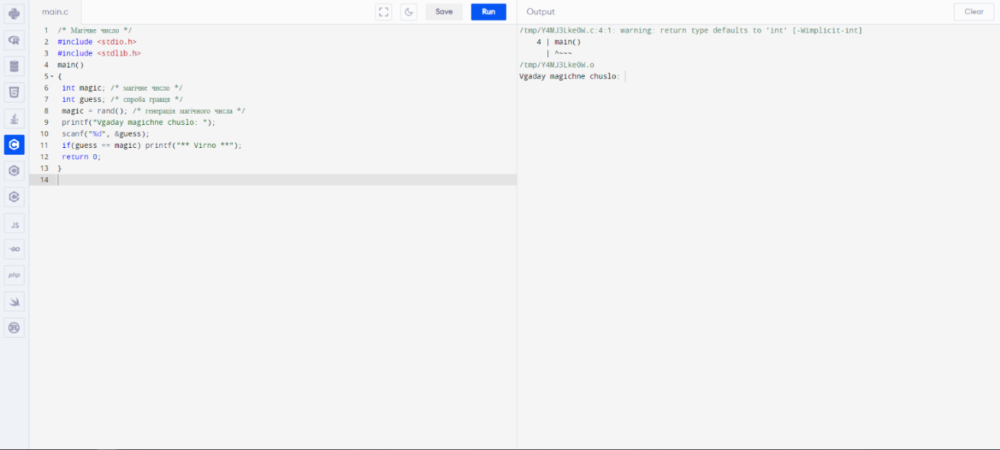 main.c
Save
Run
Output
Clear
1 /* Магічне число */
2 #include <stdio.h>
3 #include <stdlib.h>
4 main()
5 {
6 int magic; /* магічне число */
7 int guess; /* спроба гравця */
8 magic = rand(); /* генерація магічного числа */
9 printf("Vgaday magichne chuslo: ");
10 scanf("%d", &guess);
11 if(guess == magic) printf("** Virno **");
12 return 0;
13 }
14
/tmp/Y4MJ3Lke0W.c:4:1: warning: return type defaults to 'int' [-Wimplicit-int]
4 | main()
| ^~~~
/tmp/Y4MJ3Lke0W.o
Vgaday magichne chuslo:
R
5
C
C
C
JS
GO
php
R